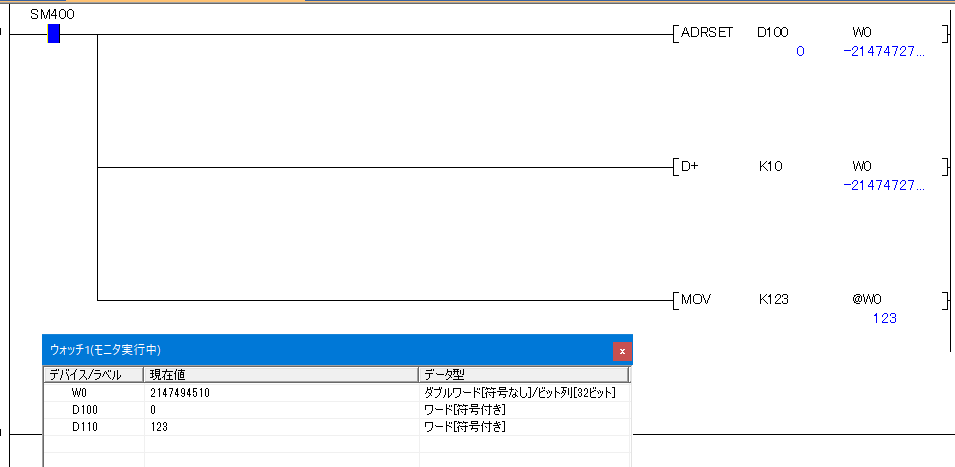 SM400
ADRSET D100 W0
0 -21474727...
D+ K10 W0
-21474727...
MOV K123 @W0
123
ウォッチ1(モニタ実行中)
x
デバイス/ラベル 現在値 データ型
W0 2147494510 ダブルワード[符号なし]/ビット列[32ビット]
D100 0 ワード[符号付き]
D110 123 ワード[符号付き]